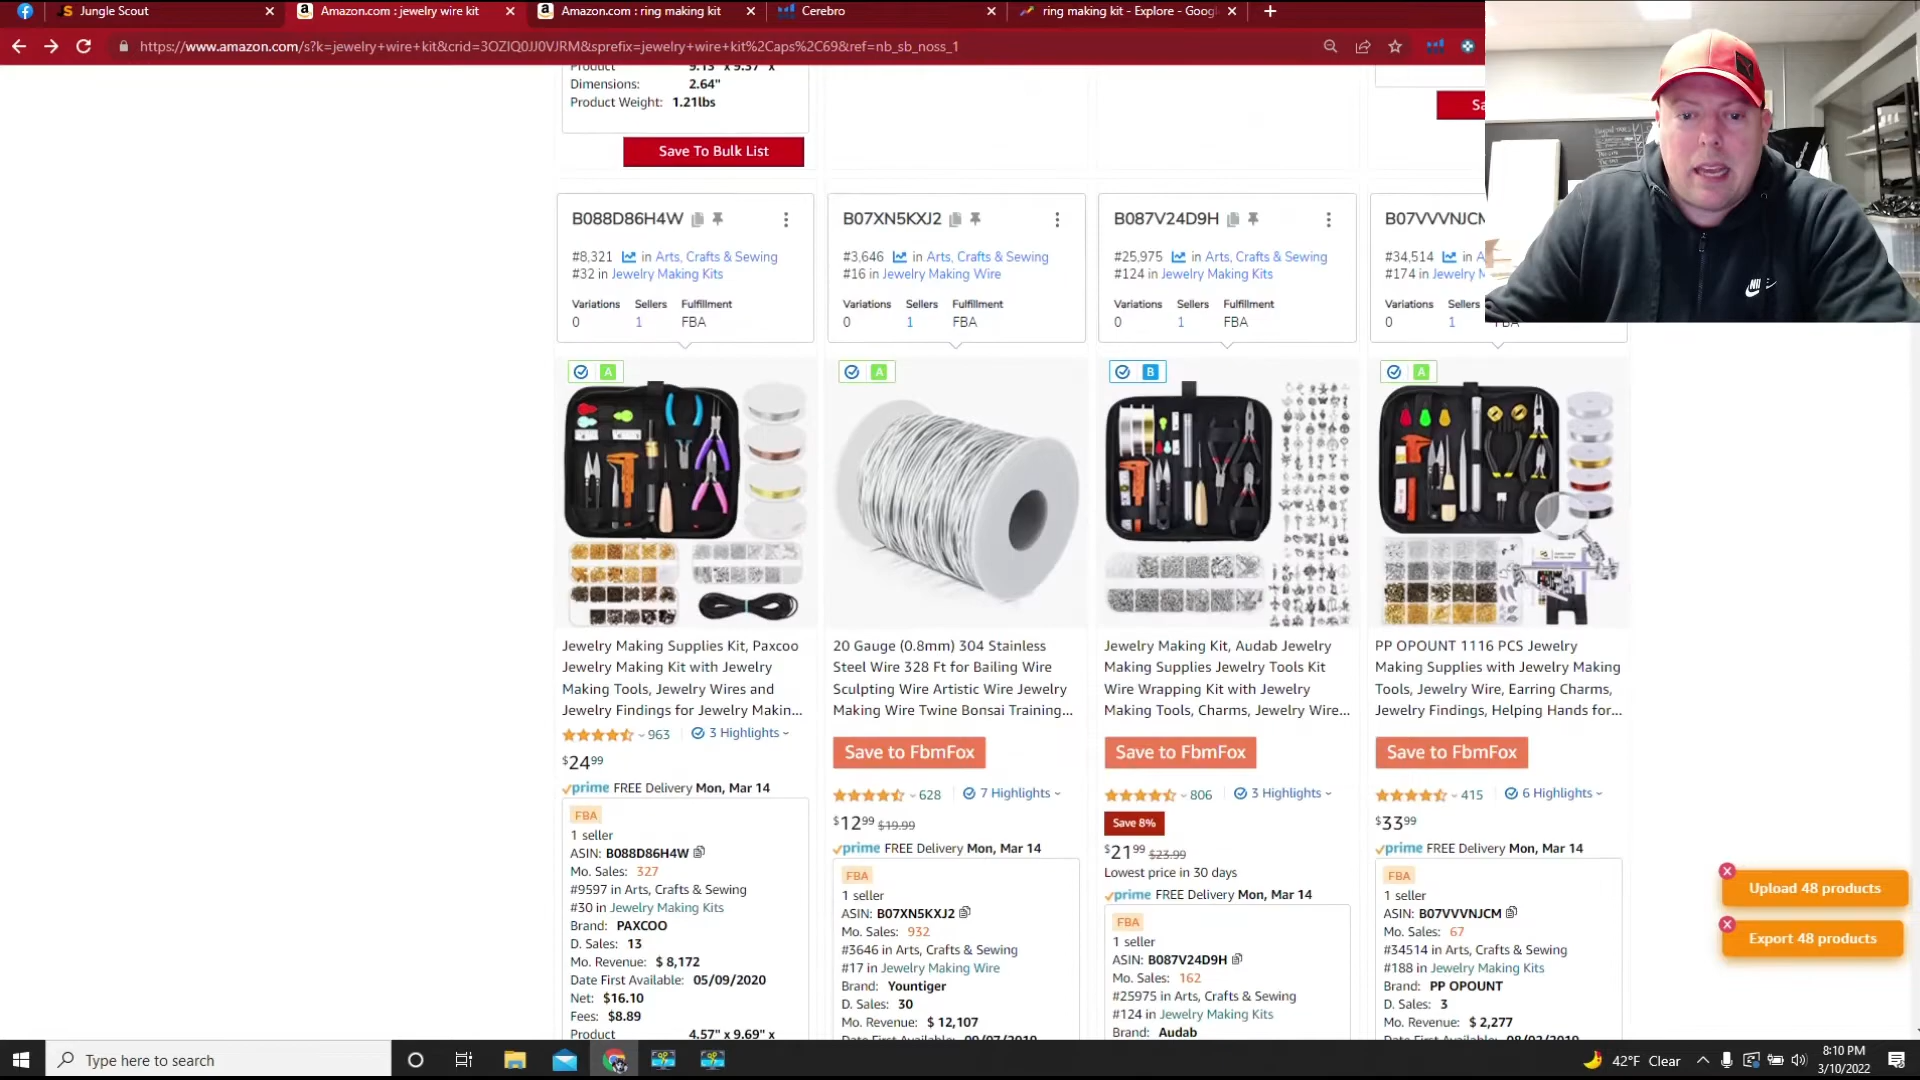 Jungle Scout
Amazon.com : jewelry wire kit
Amazon.com : ring making kit
Cerebro
ring making kit - Explore - Googl
https://www.amazon.com/s?k=jewelry+wire+kit&crid=3OZIQ0JJ0VJRM&sprefix=jewelry+wire+kit%2Caps%2C69&ref=nb_sb_noss_1
Product 9.13" x 9.37" x
Dimensions: 2.64"
Product Weight: 1.21lbs
Save To Bulk List
Sa
B088D86H4W
#8,321 in Arts, Crafts & Sewing
#32 in Jewelry Making Kits
Variations Sellers Fulfillment
0 1 FBA
B07XN5KXJ2
#3,646 in Arts, Crafts & Sewing
#16 in Jewelry Making Wire
Variations Sellers Fulfillment
0 1 FBA
B087V24D9H
#25,975 in Arts, Crafts & Sewing
#124 in Jewelry Making Kits
Variations Sellers Fulfillment
0 1 FBA
B07VVVNJCM
#34,514 in A
#174 in Jewelry M
Variations Sellers
0 1 FBA
A
Jewelry Making Supplies Kit, Paxcoo
Jewelry Making Kit with Jewelry
Making Tools, Jewelry Wires and
Jewelry Findings for Jewelry Makin...
963 3 Highlights
$24.99
prime FREE Delivery Mon, Mar 14
FBA
1 seller
ASIN: B088D86H4W
Mo. Sales: 327
#9597 in Arts, Crafts & Sewing
#30 in Jewelry Making Kits
Brand: PAXCOO
D. Sales: 13
Mo. Revenue: $ 8,172
Date First Available: 05/09/2020
Net: $16.10
Fees: $8.89
Product 4.57" x 9.69" x
A
20 Gauge (0.8mm) 304 Stainless
Steel Wire 328 Ft for Bailing Wire
Sculpting Wire Artistic Wire Jewelry
Making Wire Twine Bonsai Training...
Save to FbmFox
628 7 Highlights
$12.99 $19.99
prime FREE Delivery Mon, Mar 14
FBA
1 seller
ASIN: B07XN5KXJ2
Mo. Sales: 932
#3646 in Arts, Crafts & Sewing
#17 in Jewelry Making Wire
Brand: Yountiger
D. Sales: 30
Mo. Revenue: $ 12,107
Date First Available: 09/07/2019
B
Jewelry Making Kit, Audab Jewelry
Making Supplies Jewelry Tools Kit
Wire Wrapping Kit with Jewelry
Making Tools, Charms, Jewelry Wire...
Save to FbmFox
806 3 Highlights
Save 8%
$21.99 $23.99
Lowest price in 30 days
prime FREE Delivery Mon, Mar 14
FBA
1 seller
ASIN: B087V24D9H
Mo. Sales: 162
#25975 in Arts, Crafts & Sewing
#124 in Jewelry Making Kits
Brand: Audab
A
PP OPOUNT 1116 PCS Jewelry
Making Supplies with Jewelry Making
Tools, Jewelry Wire, Earring Charms,
Jewelry Findings, Helping Hands for...
Save to FbmFox
415 6 Highlights
$33.99
prime FREE Delivery Mon, Mar 14
FBA
1 seller
ASIN: B07VVVNJCM
Mo. Sales: 67
#34514 in Arts, Crafts & Sewing
#188 in Jewelry Making Kits
Brand: PP OPOUNT
D. Sales: 3
Mo. Revenue: $ 2,277
Upload 48 products
Export 48 products
Type here to search
42°F Clear
8:10 PM
3/10/2022